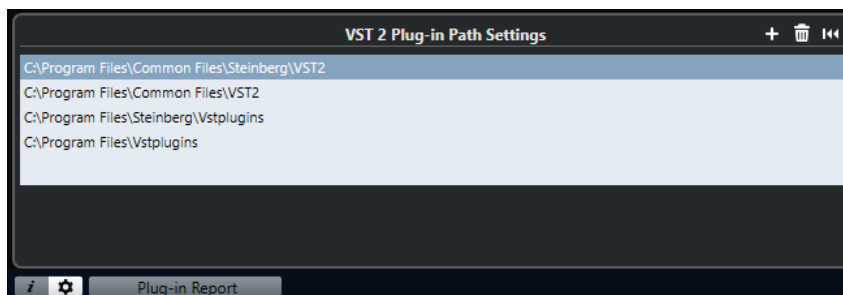 VST 2 Plug-in Path Settings
C:\Program Files\Common Files\Steinberg\VST2
C:\Program Files\Common Files\VST2
C:\Program Files\Steinberg\Vstplugins
C:\Program Files\Vstplugins
i Plug-in Report